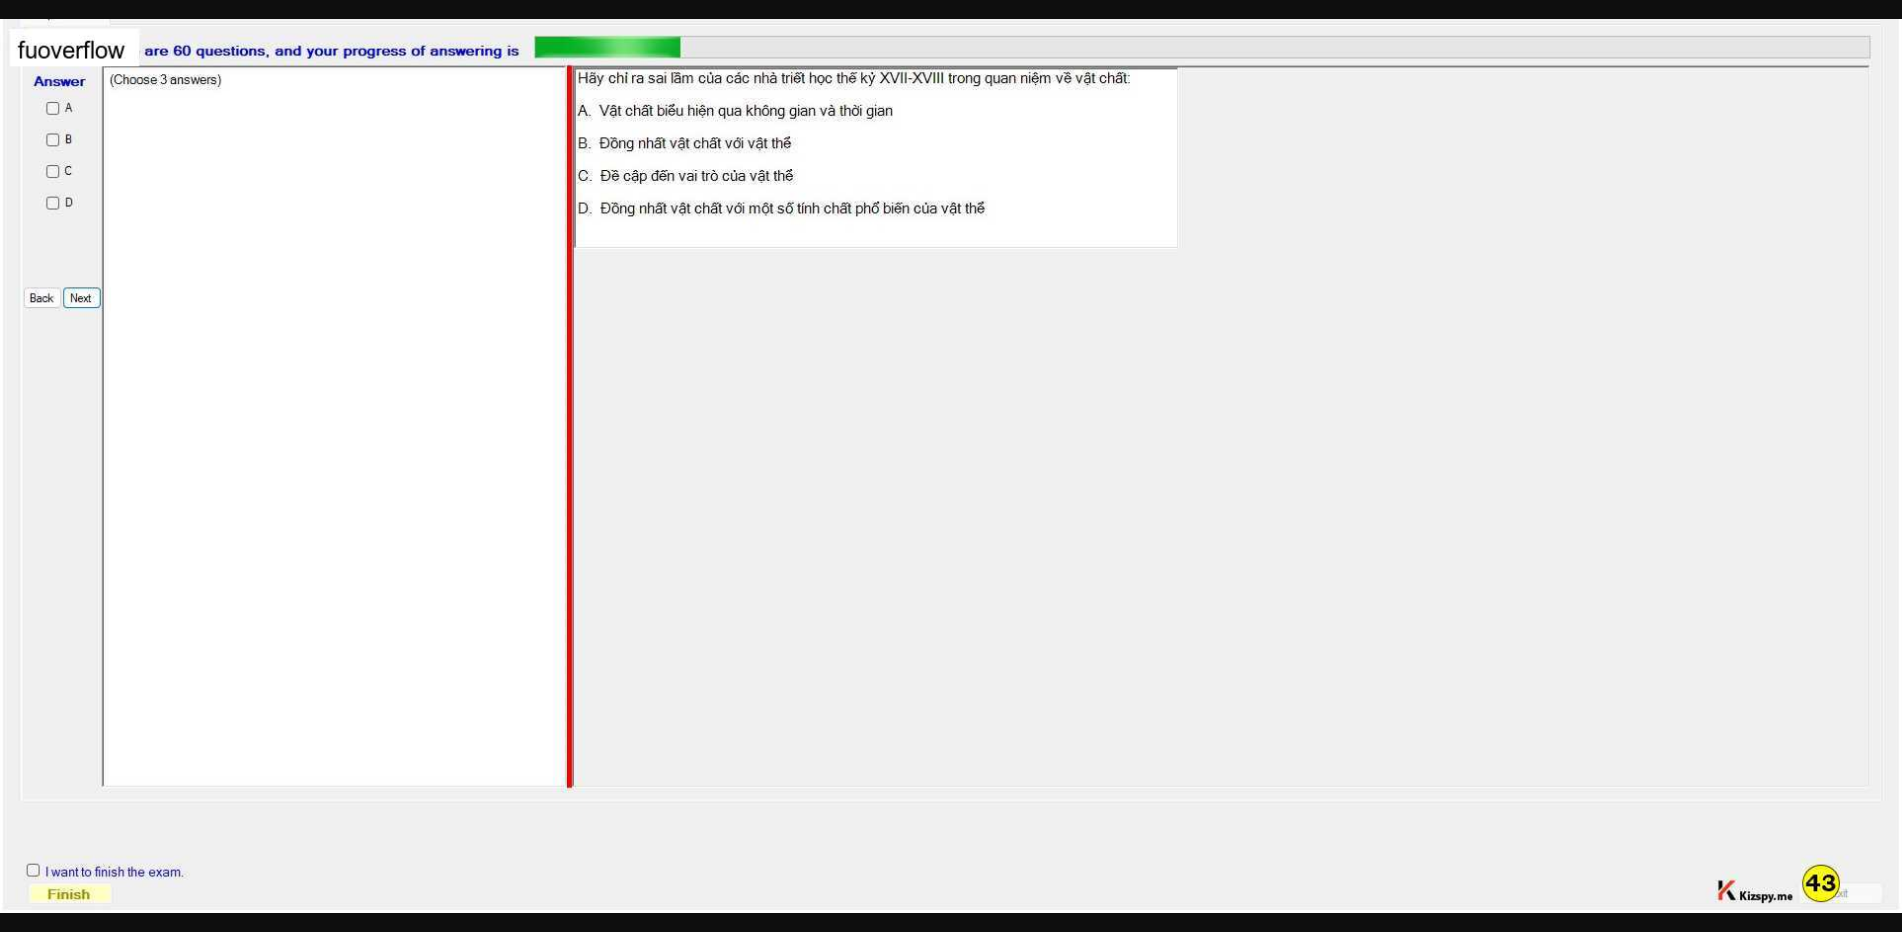 fuoverflow are 60 questions, and your progress of answering is
Answer
(Choose 3 answers)
A
B
C
D
Back Next
Hãy chỉ ra sai lầm của các nhà triết học thế kỷ XVII-XVIII trong quan niệm về vật chất:
A. Vật chất biểu hiện qua không gian và thời gian
B. Đồng nhất vật chất với vật thể
C. Đề cập đến vai trò của vật thể
D. Đồng nhất vật chất với một số tính chất phổ biến của vật thể
I want to finish the exam.
Finish
Kizspy.me
43